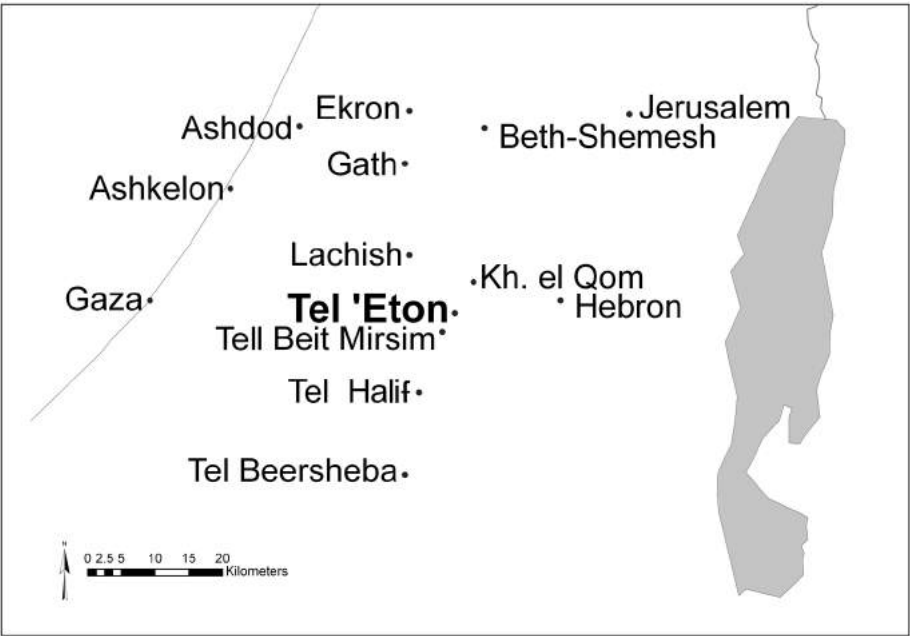 Ekron
Jerusalem
Ashdod
Beth-Shemesh
Gath
Ashkelon
Lachish
Kh. el Qom
Gaza
Tel 'Eton
Hebron
Tell Beit Mirsim
Tel Halif
Tel Beersheba
N
0 2.5 5 10 15 20
Kilometers